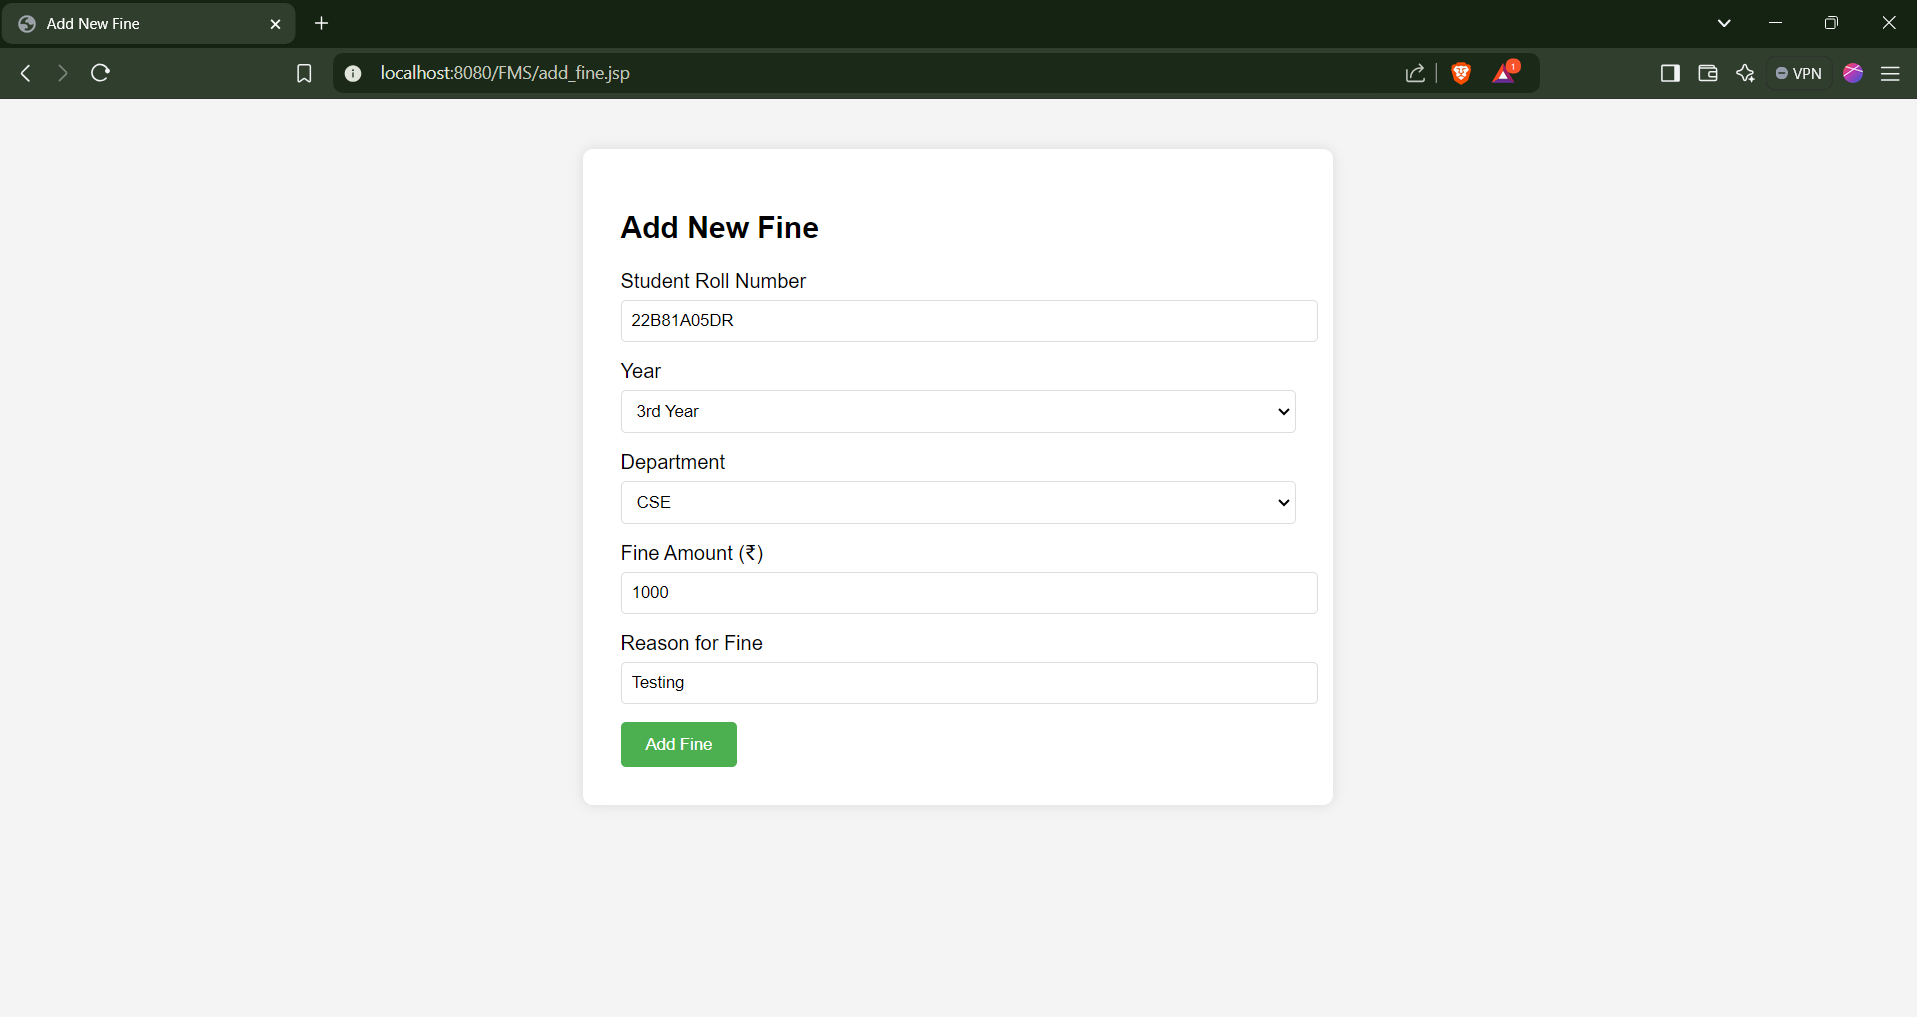 Add New Fine
localhost:8080/FMS/add_fine.jsp
1
VPN
Add New Fine
Student Roll Number
22B81A05DR
Year
3rd Year
Department
CSE
Fine Amount (₹)
1000
Reason for Fine
Testing
Add Fine